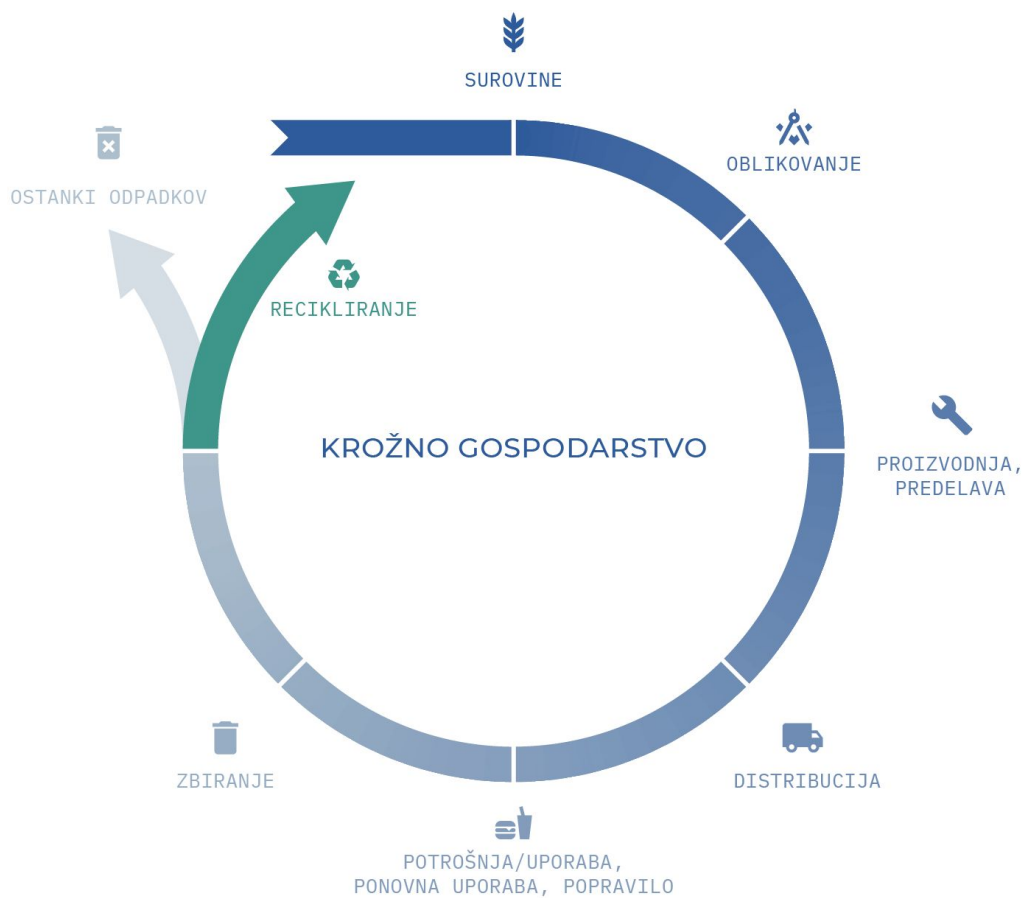 SUROVINE
OBLIKOVANJE
OSTANKI ODPADKOV
RECIKLIRANJE
KROŽNO GOSPODARSTVO
PROIZVODNJA,
PREDELAVA
ZBIRANJE
DISTRIBUCIJA
POTROŠNJA/UPORABA,
PONOVNA UPORABA, POPRAVILO